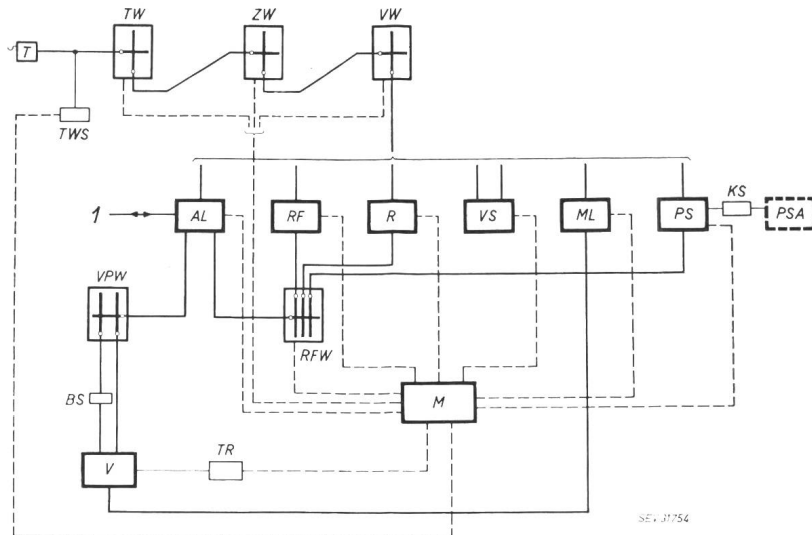 TW
ZW
VW
T
TWS
KS
1
AL
RF
R
VS
ML
PS
PSA
VPW
RFW
BS
M
TR
V
SEV 31754